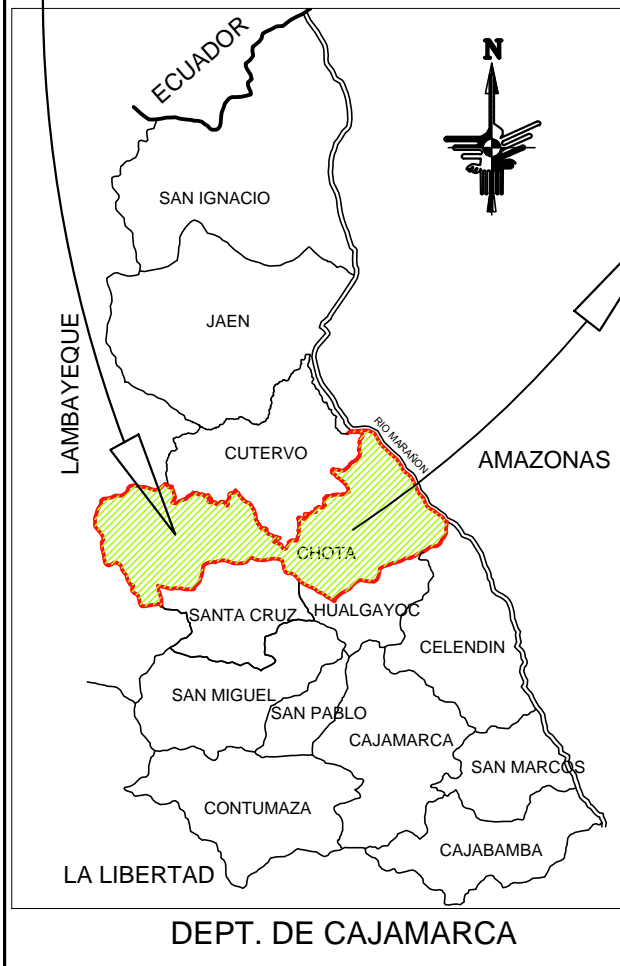 ECUADOR
N
SAN IGNACIO
JAEN
LAMBAYEQUE
RIO MARAÑON
CUTERVO
AMAZONAS
CHOTA
SANTA CRUZ
HUALGAYOC
CELENDIN
SAN MIGUEL
SAN PABLO
CAJAMARCA
SAN MARCOS
CONTUMAZA
CAJABAMBA
LA LIBERTAD
DEPT. DE CAJAMARCA